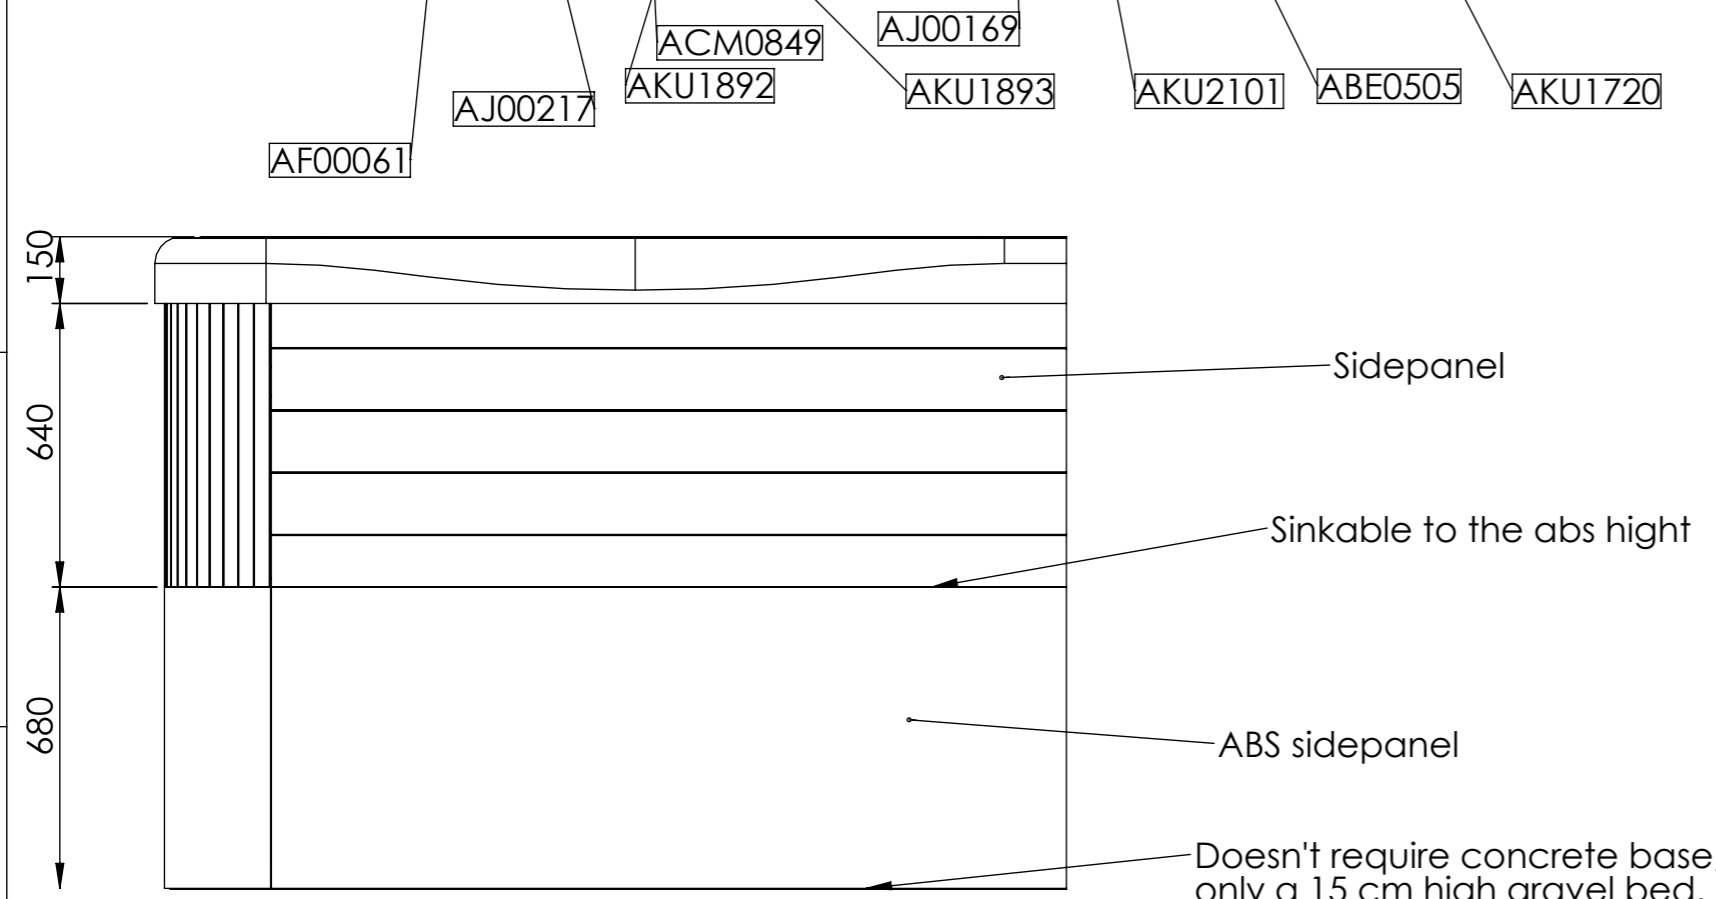 AJ00169
ACM0849
AKU1892
AKU1893
AKU2101
ABE0505
AKU1720
AJ00217
AF00061
150
640
680
Sidepanel
Sinkable to the abs hight
ABS sidepanel
Doesn't require concrete base,
only a 15 cm high gravel bed.